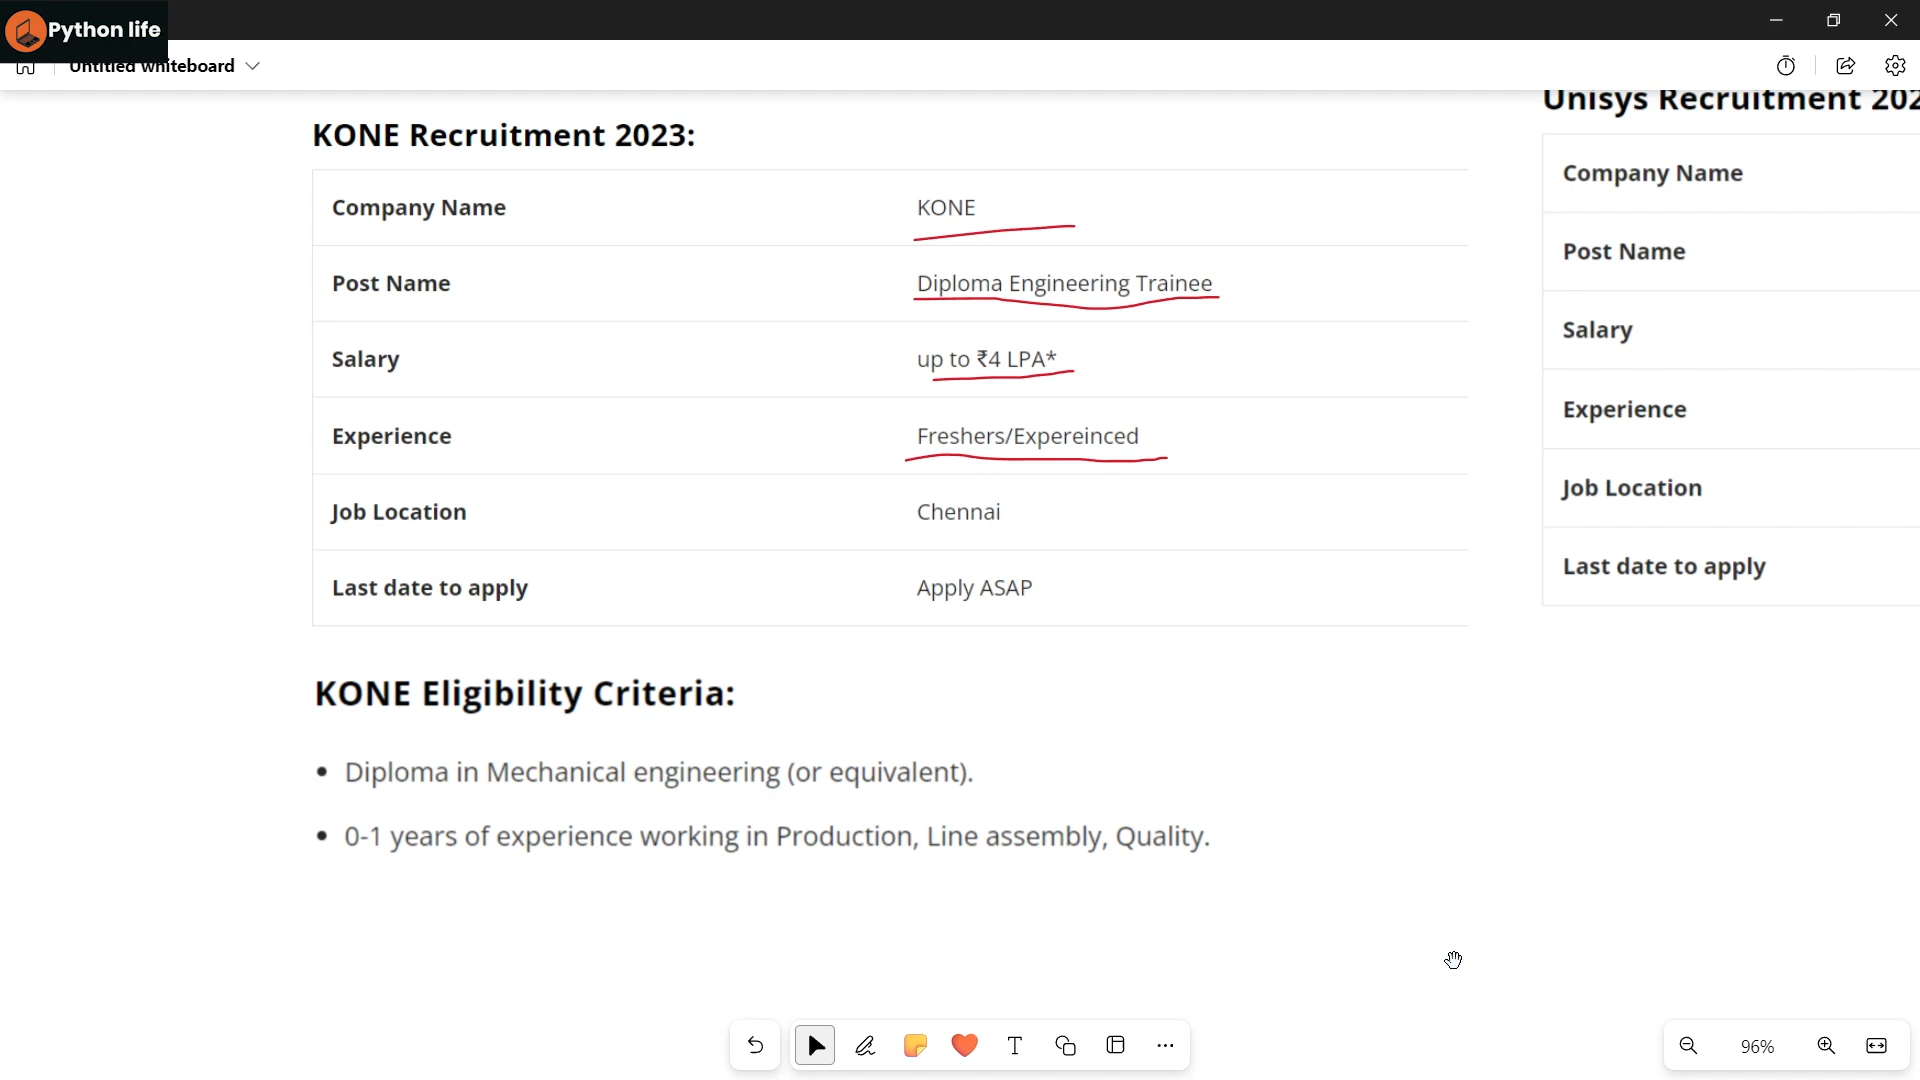 Python life
Untitled whiteboard
KONE Recruitment 2023:
Company Name KONE
Post Name Diploma Engineering Trainee
Salary up to ₹4 LPA*
Experience Freshers/Expereinced
Job Location Chennai
Last date to apply Apply ASAP
KONE Eligibility Criteria:
• Diploma in Mechanical engineering (or equivalent).
• 0-1 years of experience working in Production, Line assembly, Quality.
Unisys Recruitment 202
Company Name
Post Name
Salary
Experience
Job Location
Last date to apply
96%